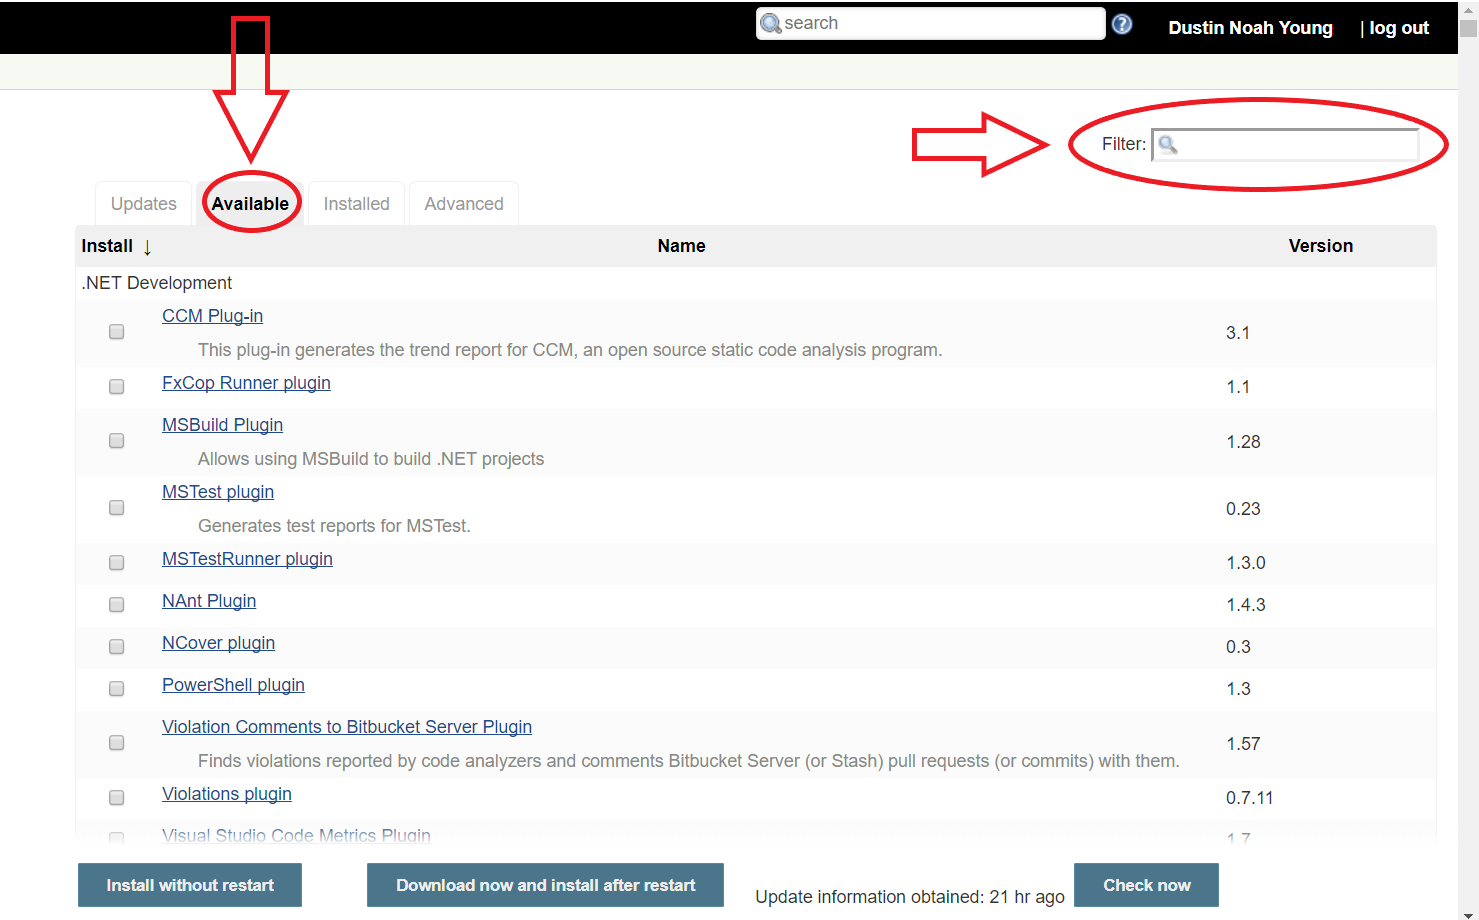 search
Dustin Noah Young | log out
Filter:
Updates Available Installed Advanced
Install ↓ Name Version
.NET Development
CCM Plug-in
This plug-in generates the trend report for CCM, an open source static code analysis program.
3.1
FxCop Runner plugin 1.1
MSBuild Plugin
Allows using MSBuild to build .NET projects
1.28
MSTest plugin
Generates test reports for MSTest.
0.23
MSTestRunner plugin 1.3.0
NAnt Plugin 1.4.3
NCover plugin 0.3
PowerShell plugin 1.3
Violation Comments to Bitbucket Server Plugin
Finds violations reported by code analyzers and comments Bitbucket Server (or Stash) pull requests (or commits) with them.
1.57
Violations plugin 0.7.11
Visual Studio Code Metrics Plugin 1.7
Install without restart Download now and install after restart Update information obtained: 21 hr ago Check now